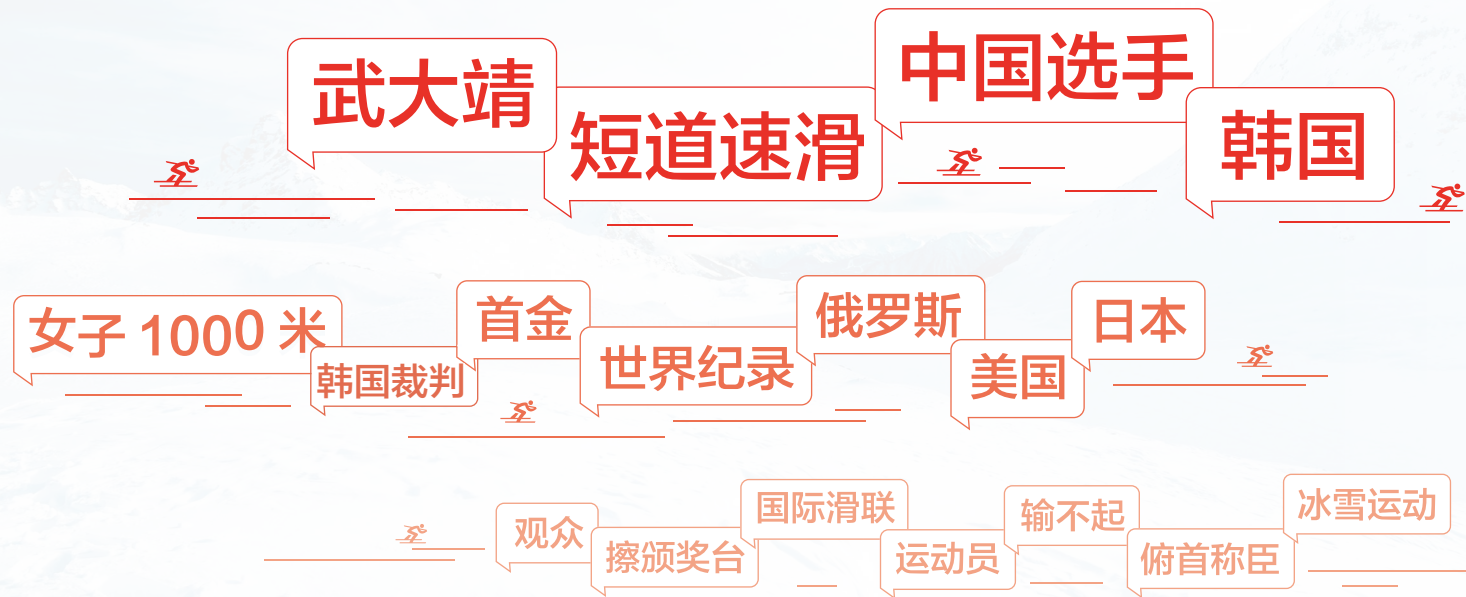 武大靖
短道速滑
中国选手
韩国
女子 1000 米
韩国裁判
首金
世界纪录
俄罗斯
美国
日本
观众
擦颁奖台
国际滑联
运动员
输不起
俯首称臣
冰雪运动